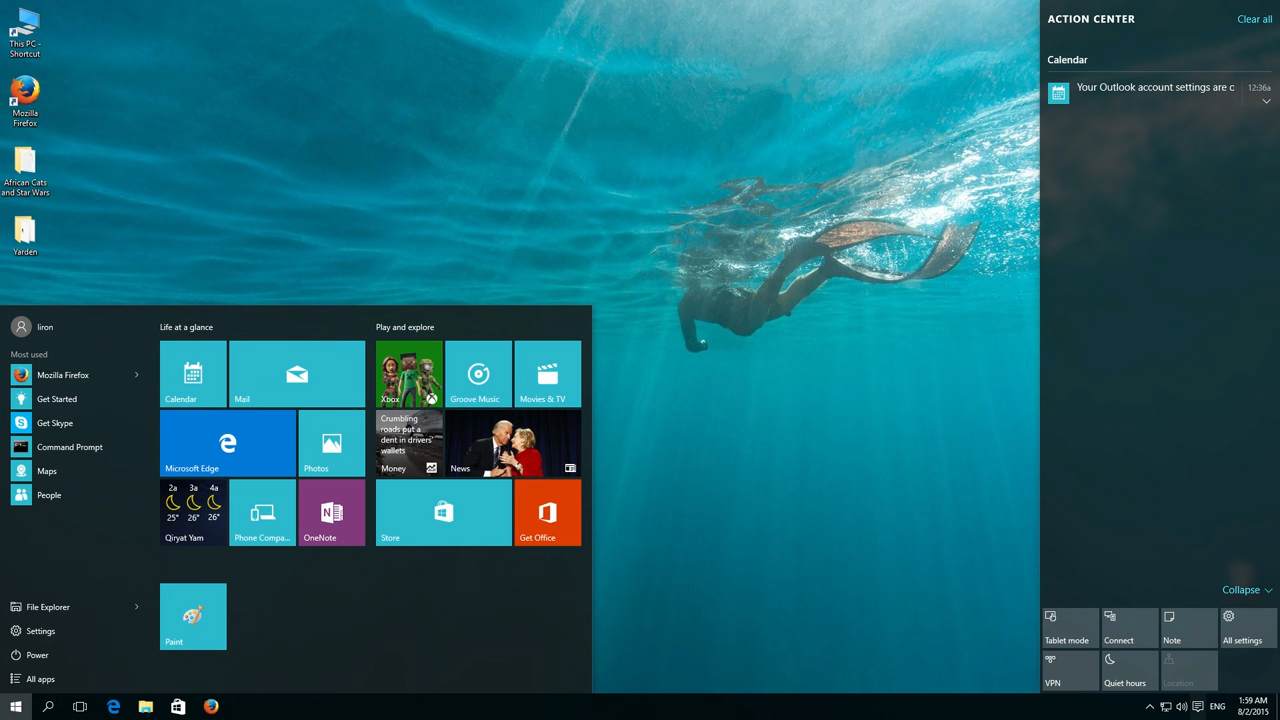 This PC -
Shortcut
Mozilla
Firefox
African Cats
and Star Wars
Yarden
liron
Most used
Mozilla Firefox
Get Started
Get Skype
Command Prompt
Maps
People
File Explorer
Settings
Power
All apps
Life at a glance
Calendar
Mail
Microsoft Edge
Photos
2a 3a 4a
25° 26° 26°
Qiryat Yam
Phone Compa...
OneNote
Paint
Play and explore
Xbox
Groove Music
Movies & TV
Crumbling
roads put a
dent in drivers'
wallets
Money
News
Store
Get Office
ACTION CENTER
Clear all
Calendar
Your Outlook account settings are c
12:36a
Collapse
Tablet mode
Connect
Note
All settings
VPN
Quiet hours
Location
ENG
1:59 AM
8/2/2015